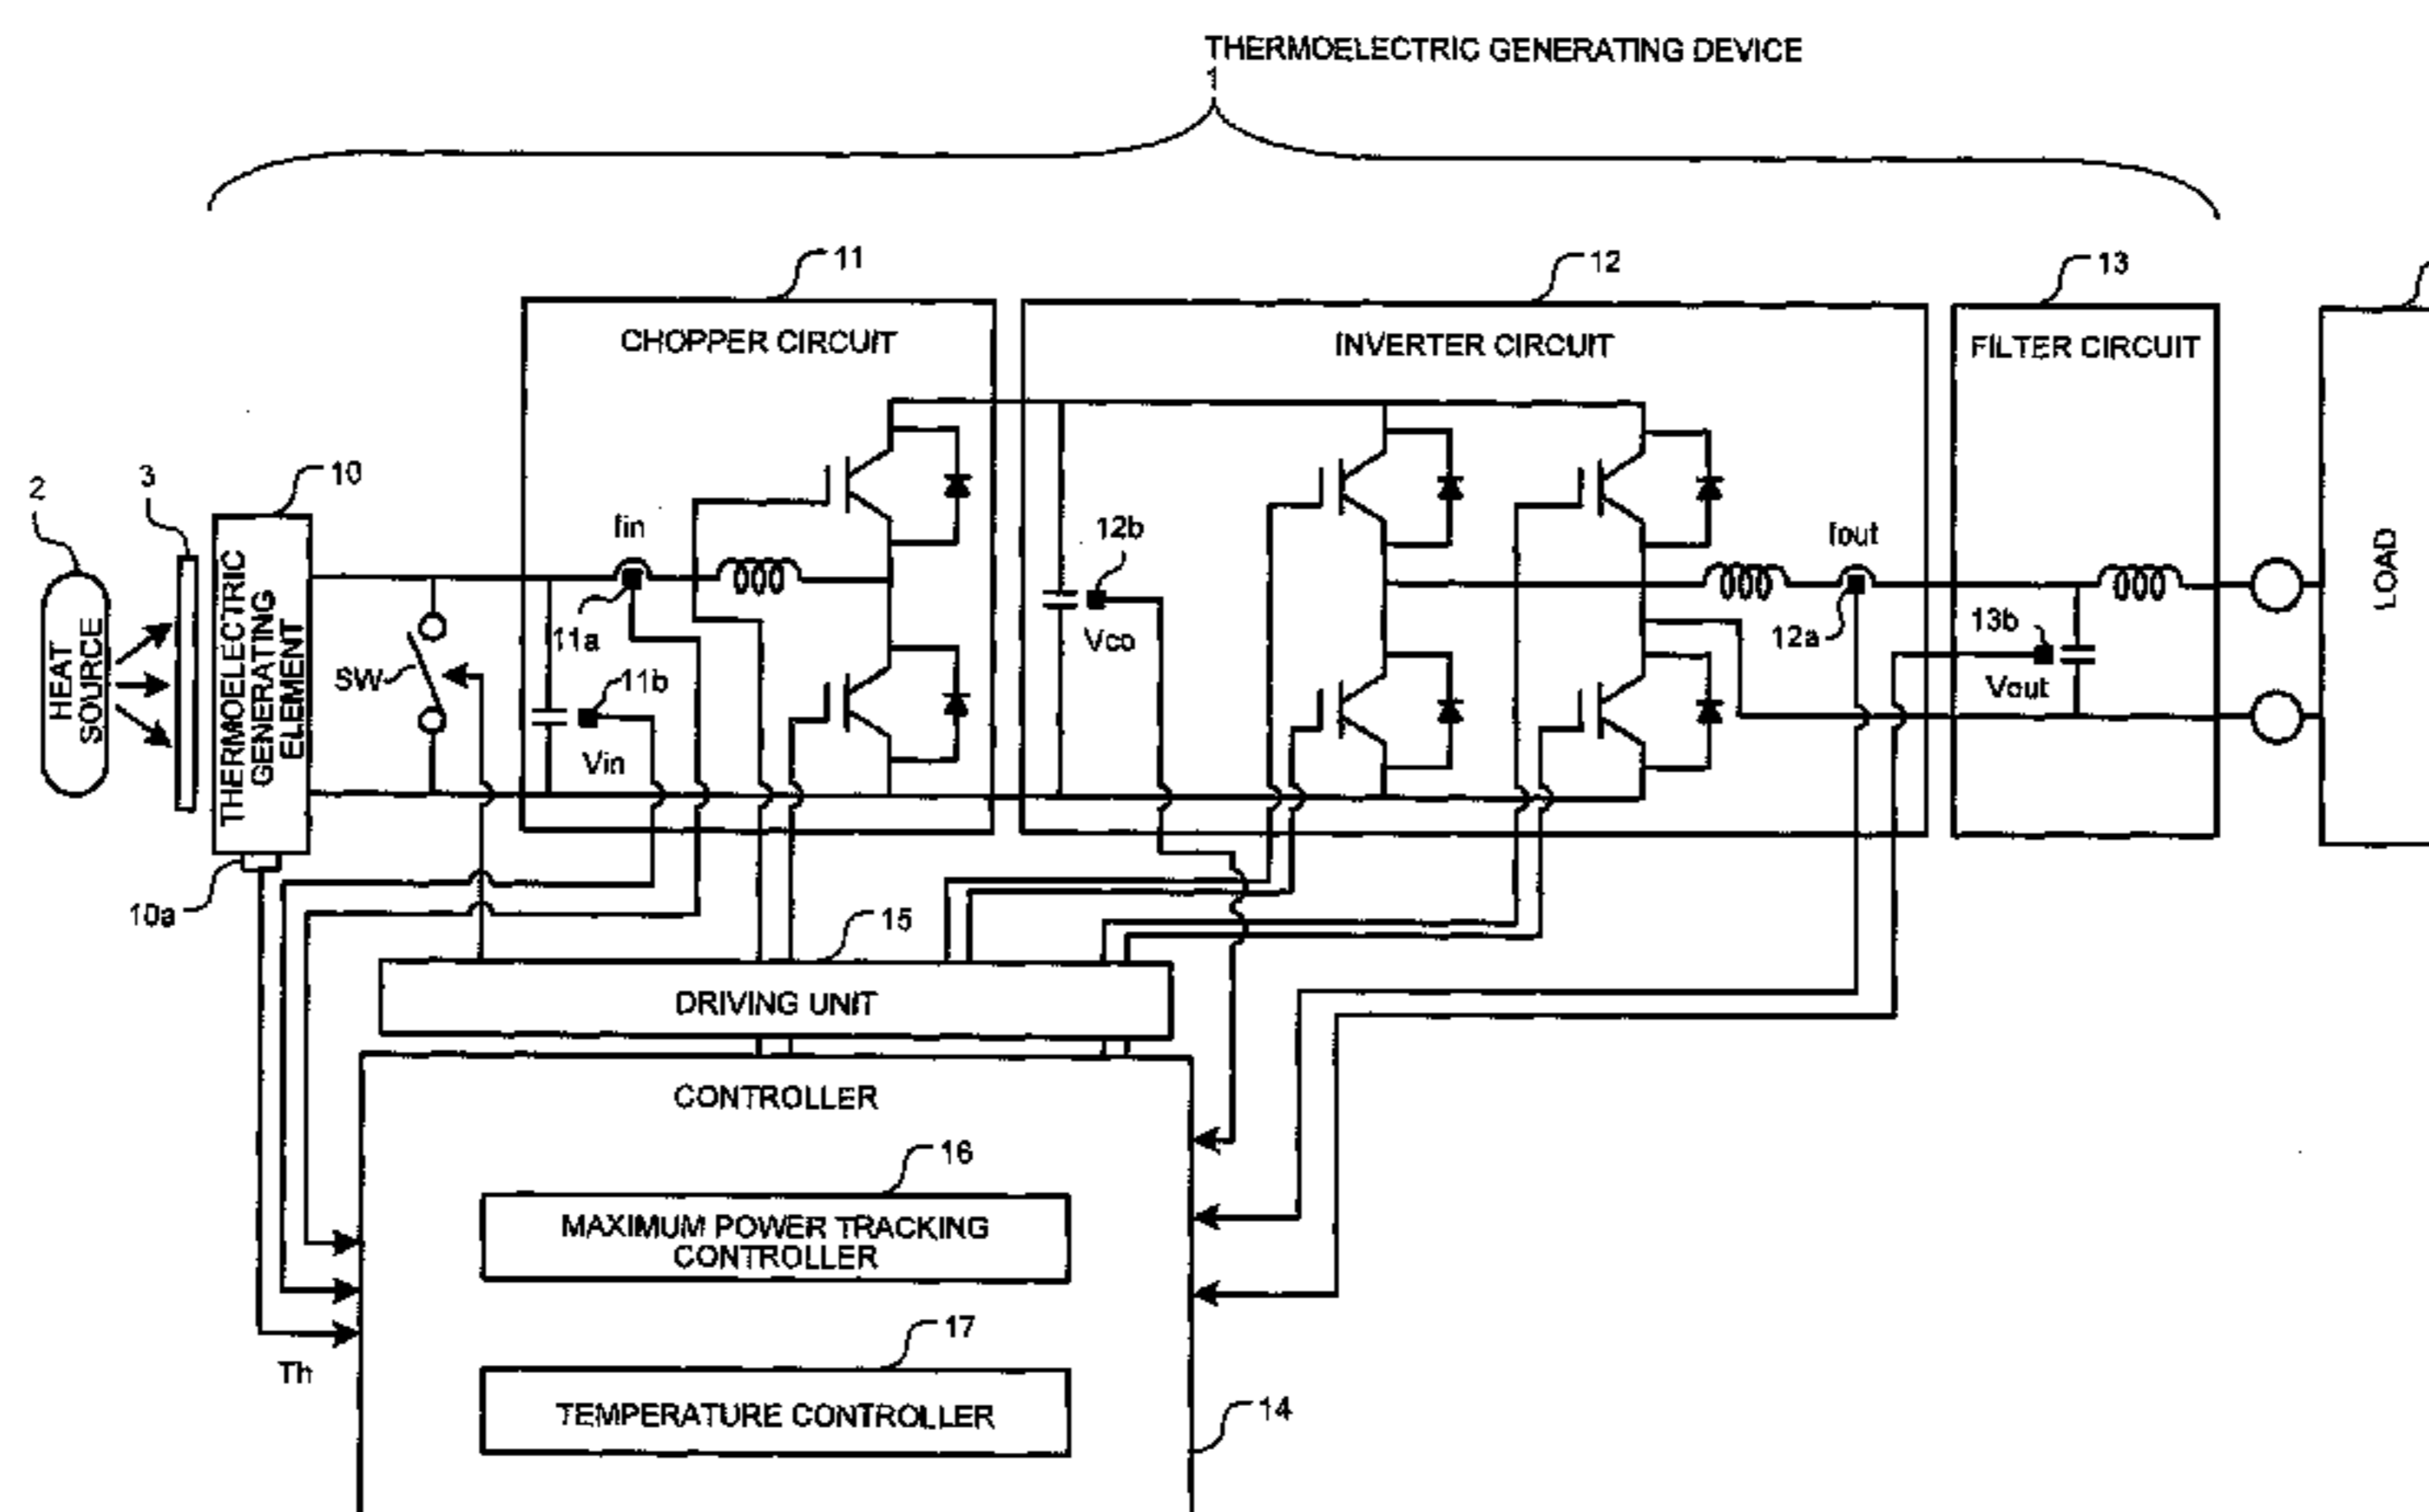 THERMOELECTRIC GENERATING DEVICE
1
11
12
13
CHOPPER CIRCUIT
INVERTER CIRCUIT
FILTER CIRCUIT
2
3
10
Iin
12b
Iout
HEAT
SOURCE
THERMOELECTRIC
GENERATING
ELEMENT
SW
11a
11b
Vin
Vco
12a
13b
Vout
LOAD
10a
15
DRIVING UNIT
CONTROLLER
16
MAXIMUM POWER TRACKING
CONTROLLER
17
Th
TEMPERATURE CONTROLLER
14